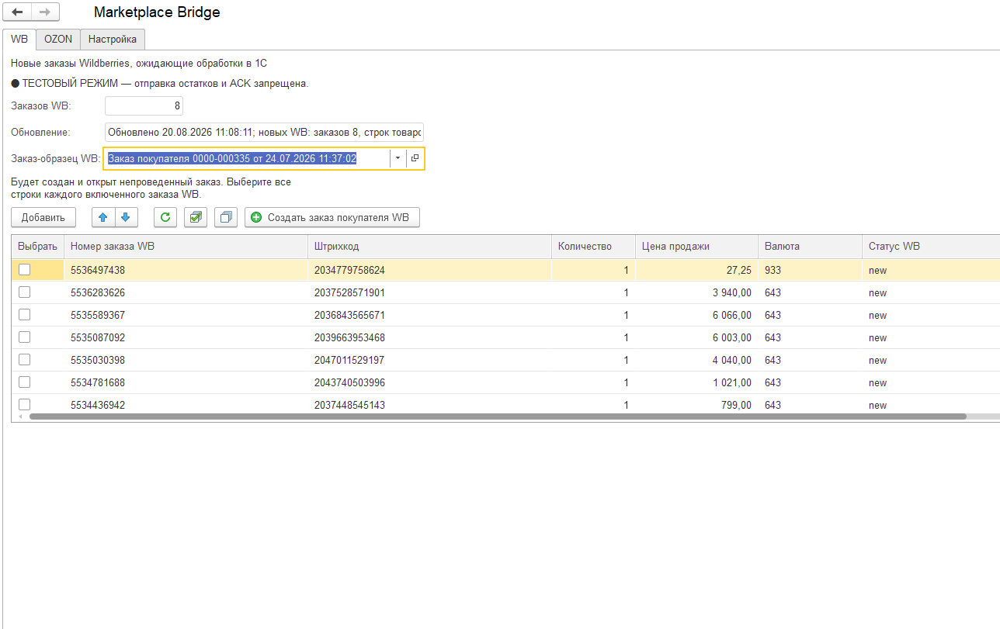 Marketplace Bridge
WB OZON Настройка
Новые заказы Wildberries, ожидающие обработки в 1С
ТЕСТОВЫЙ РЕЖИМ — отправка остатков и ACK запрещена.
Заказов WB: 8
Обновление: Обновлено 20.08.2026 11:08:11; новых WB: заказов 8, строк
Заказ-образец WB: Заказ покупателя 0000-000335 от 24.07.2026 11:37:02
Будет создан и открыт непроведенный заказ. Выберите все
строки каждого включенного заказа WB.
Добавить Создать заказ покупателя WB
Выбрать Номер заказа WB Штрихкод Количество Цена продажи Валюта Статус WB
5536497438 2034779758624 1 27,25 933 new
5536283626 2037528571901 1 3 940,00 643 new
5535589367 2036843565671 1 6 066,00 643 new
5535087092 2039663953468 1 6 003,00 643 new
5535030398 2047011529197 1 4 040,00 643 new
5534781688 2043740503996 1 1 021,00 643 new
5534436942 2037448545143 1 799,00 643 new